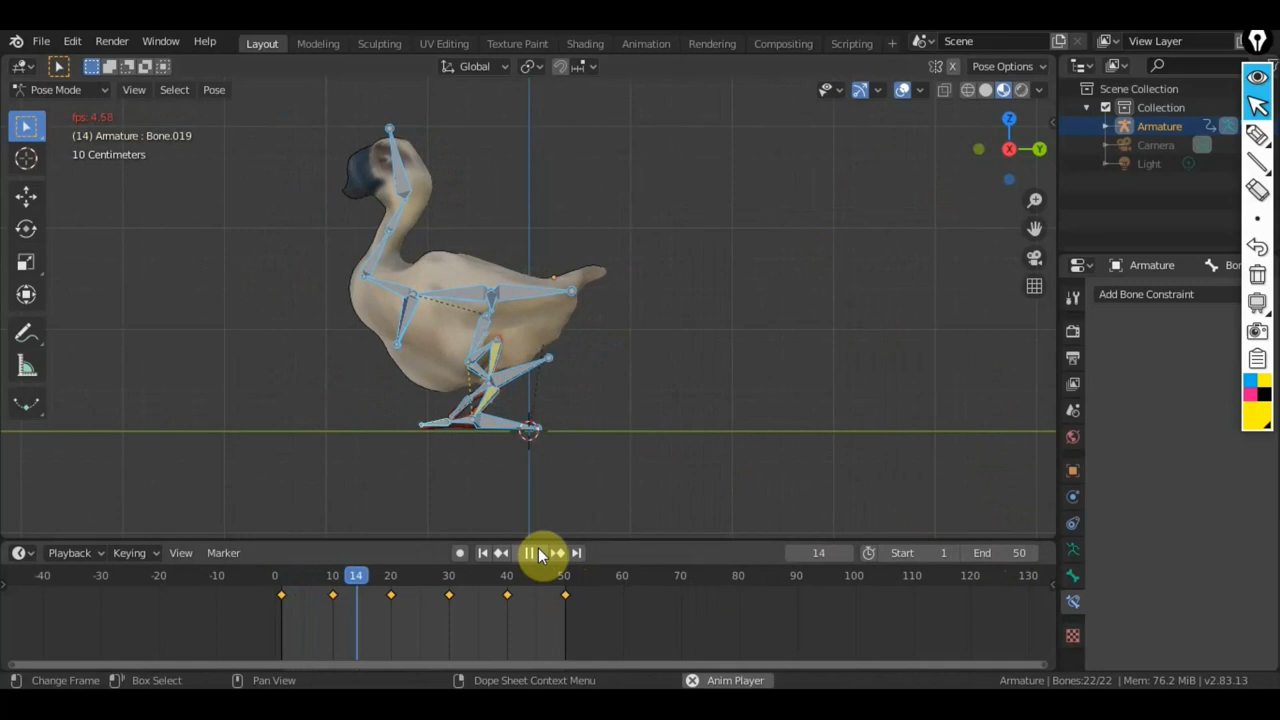 File Edit Render Window Help Layout Modeling Sculpting UV Editing Texture Paint Shading Animation Rendering Compositing Scripting + Scene View Layer
Global X Pose Options
Pose Mode View Select Pose
Scene Collection
Collection
Armature
Camera
Light
fps: 4.58
(14) Armature : Bone.019
10 Centimeters
Z
X Y
Armature
Add Bone Constraint
Playback Keying View Marker 14 Start 1 End 50
-40 -30 -20 -10 0 10 14 20 30 40 50 60 70 80 90 100 110 120 130
Change Frame Box Select Pan View Dope Sheet Context Menu Anim Player Armature | Bones:22/22 | Mem: 76.2 MiB | v2.83.13